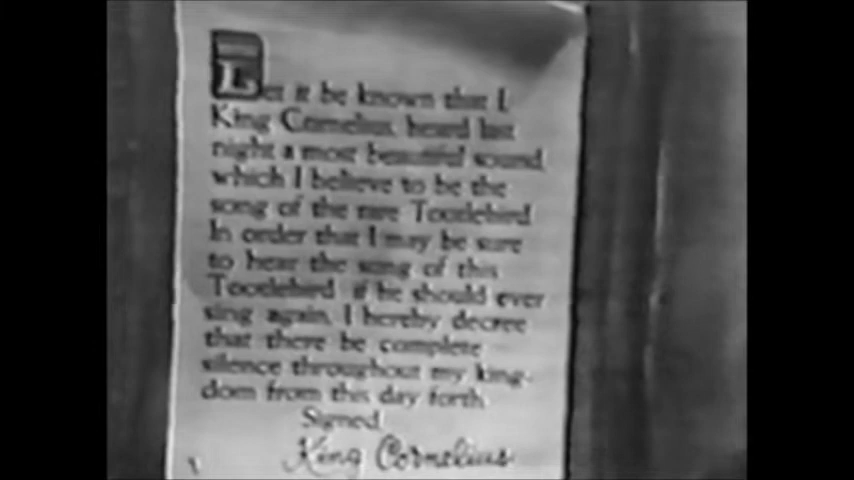 Let it be known that I,
King Cornelius, heard last
night a most beautiful sound,
which I believe to be the
song of the rare Tootlebird.
In order that I may be sure
to hear the song of this
Tootlebird, if he should ever
sing again, I hereby decree
that there be complete
silence throughout my king-
dom from this day forth.
Signed,
King Cornelius